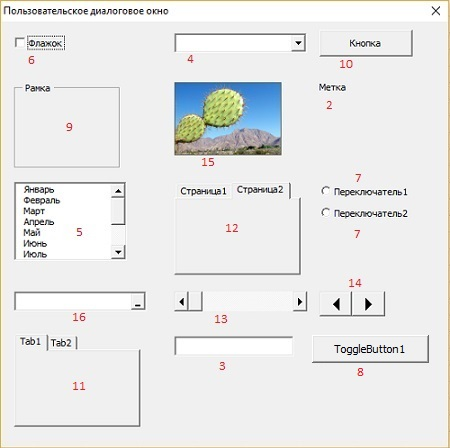 Пользовательское диалоговое окно
Флажок
6
4
Кнопка
10
Рамка
9
15
Метка
2
Январь
Февраль
Март
Апрель
Май
Июнь
Июль
5
Страница1 Страница2
12
7
Переключатель1
Переключатель2
7
16
13
14
Tab1 Tab2
11
3
ToggleButton1
8